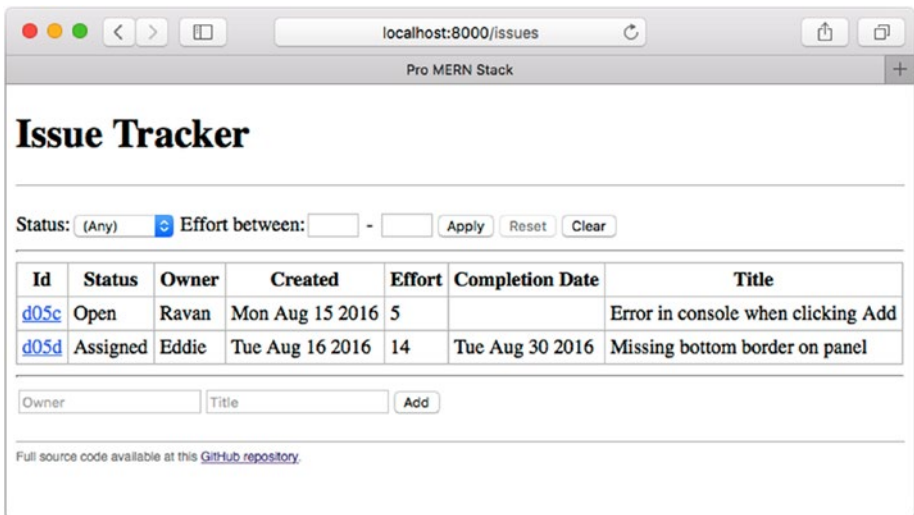 localhost:8000/issues
Pro MERN Stack
Issue Tracker
Status: (Any) Effort between: - Apply Reset Clear
Id Status Owner Created Effort Completion Date Title
d05c Open Ravan Mon Aug 15 2016 5 Error in console when clicking Add
d05d Assigned Eddie Tue Aug 16 2016 14 Tue Aug 30 2016 Missing bottom border on panel
Owner Title Add
Full source code available at this GitHub repository.